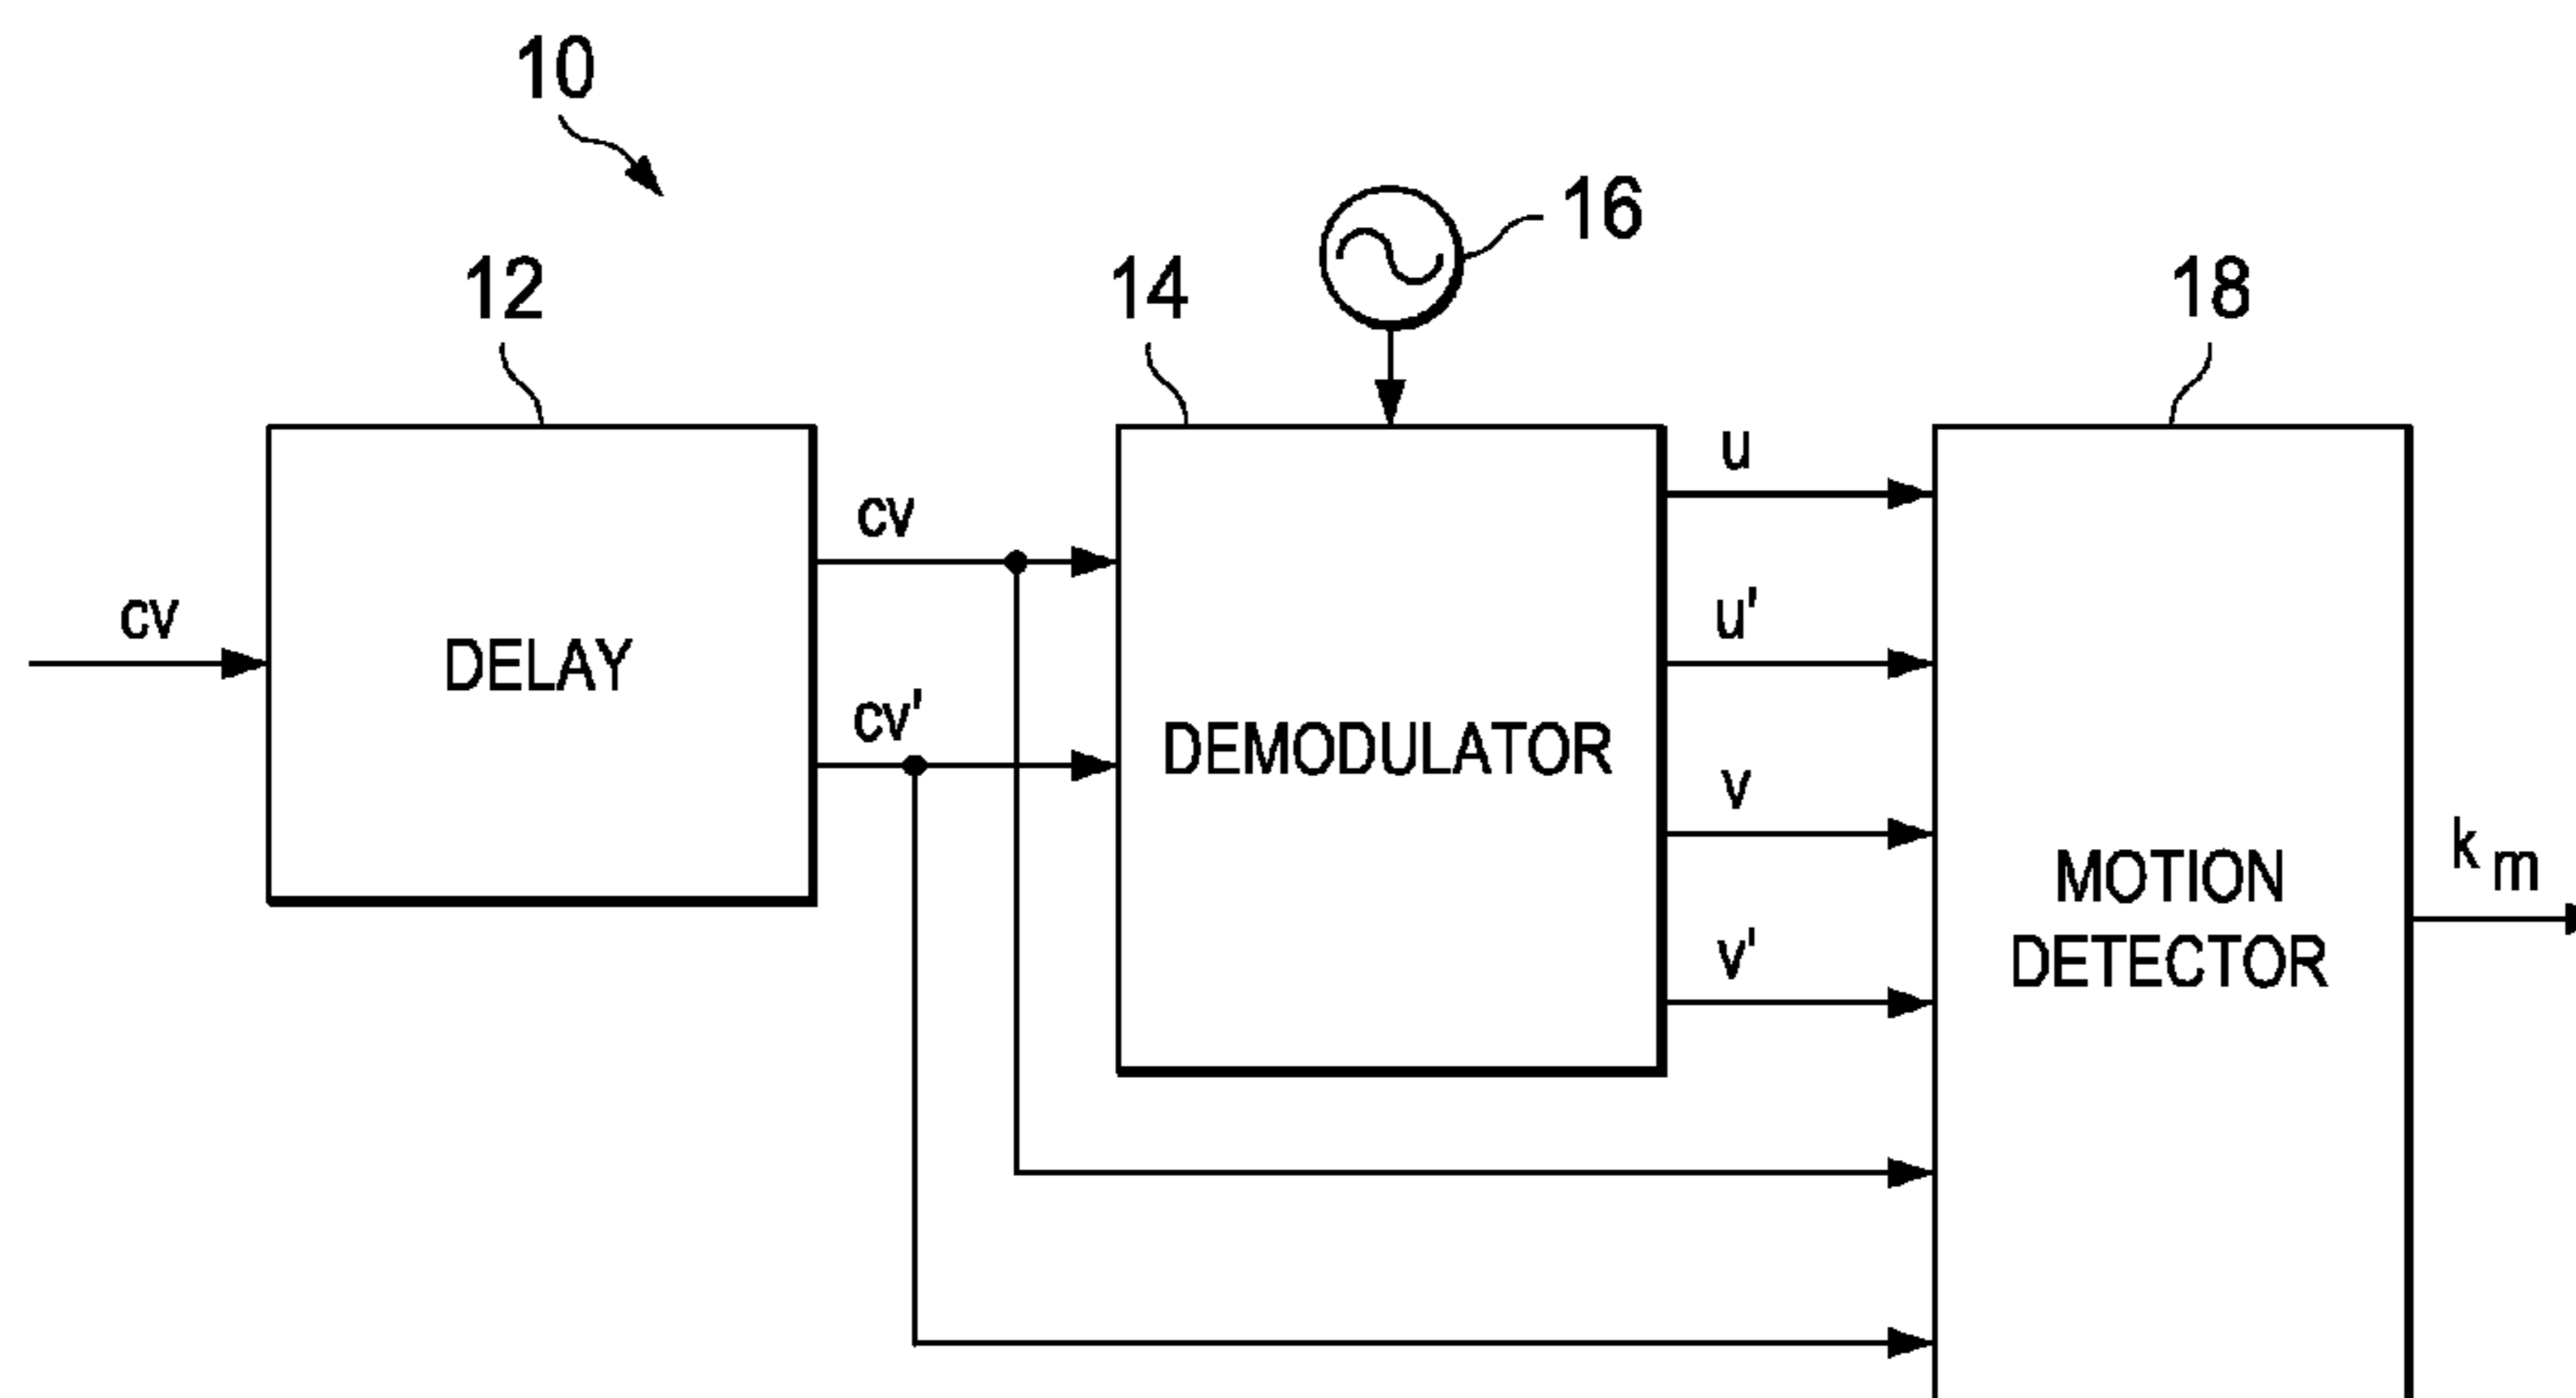 10
16
12
14
18
u
cv
cv
u'
DELAY
cv'
DEMODULATOR
v
k m
MOTION
DETECTOR
v'